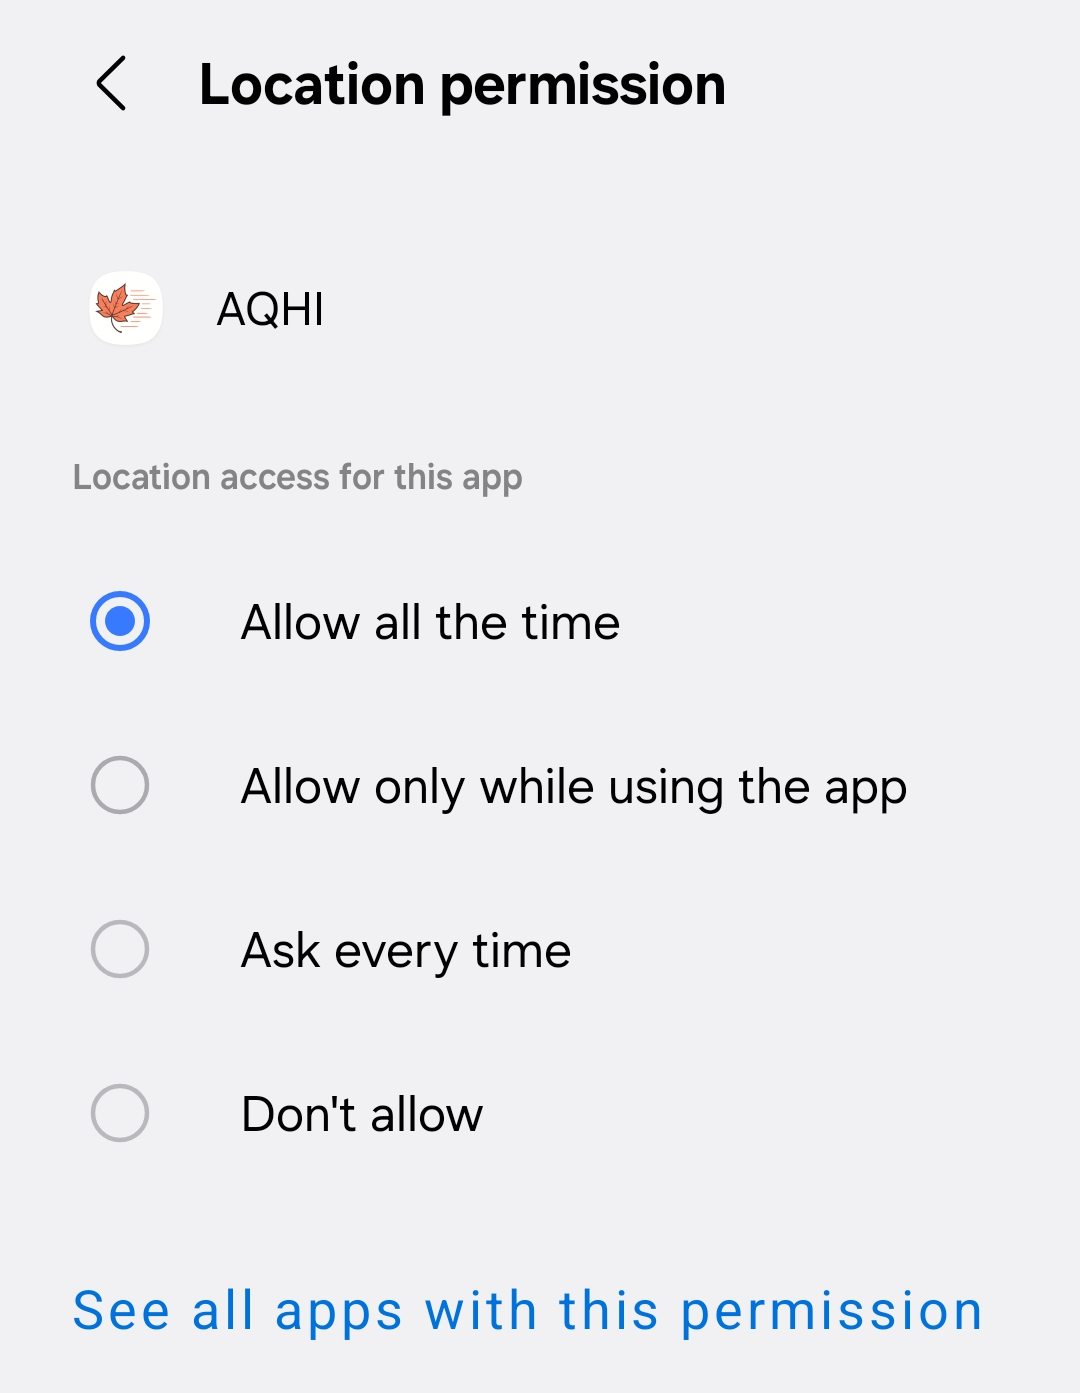 Location permission
AQHI
Location access for this app
Allow all the time
Allow only while using the app
Ask every time
Don't allow
See all apps with this permission